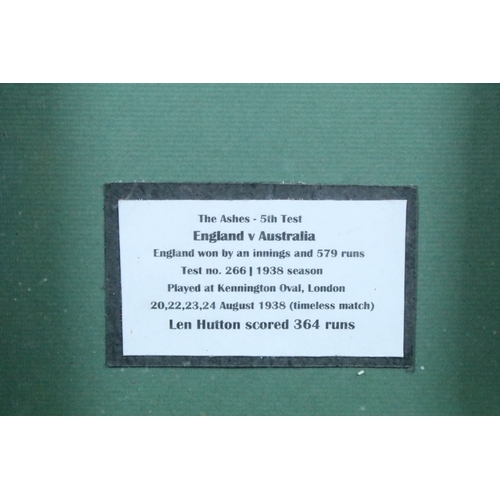 The Ashes - 5th Test
England v Australia
England won by an innings and 579 runs
Test no. 266 | 1938 season
Played at Kennington Oval, London
20,22,23,24 August 1938 (timeless match)
Len Hutton scored 364 runs